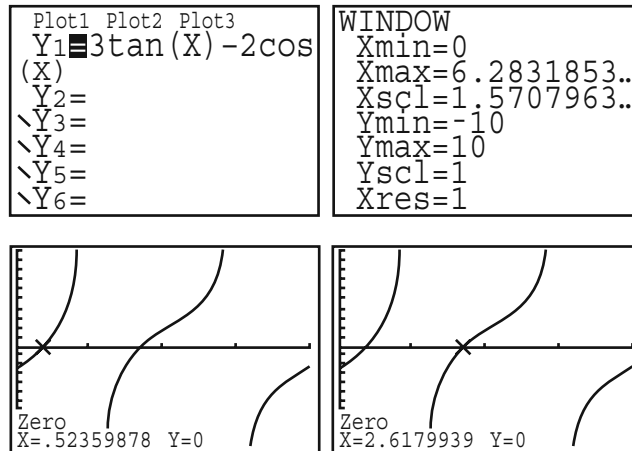 Plot1 Plot2 Plot3
Y1=3tan(X)-2cos
(X)
Y2=
\Y3=
\Y4=
\Y5=
\Y6=
WINDOW
Xmin=0
Xmax=6.2831853…
Xscl=1.5707963…
Ymin=-10
Ymax=10
Yscl=1
Xres=1
Zero
X=.52359878 Y=0
Zero
X=2.6179939 Y=0